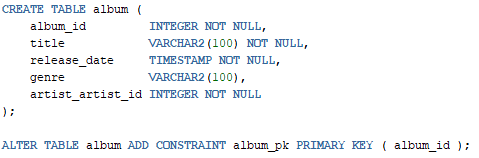 CREATE TABLE album (
    album_id          INTEGER NOT NULL,
    title             VARCHAR2(100) NOT NULL,
    release_date      TIMESTAMP NOT NULL,
    genre             VARCHAR2(100),
    artist_artist_id  INTEGER NOT NULL
);
ALTER TABLE album ADD CONSTRAINT album_pk PRIMARY KEY ( album_id );